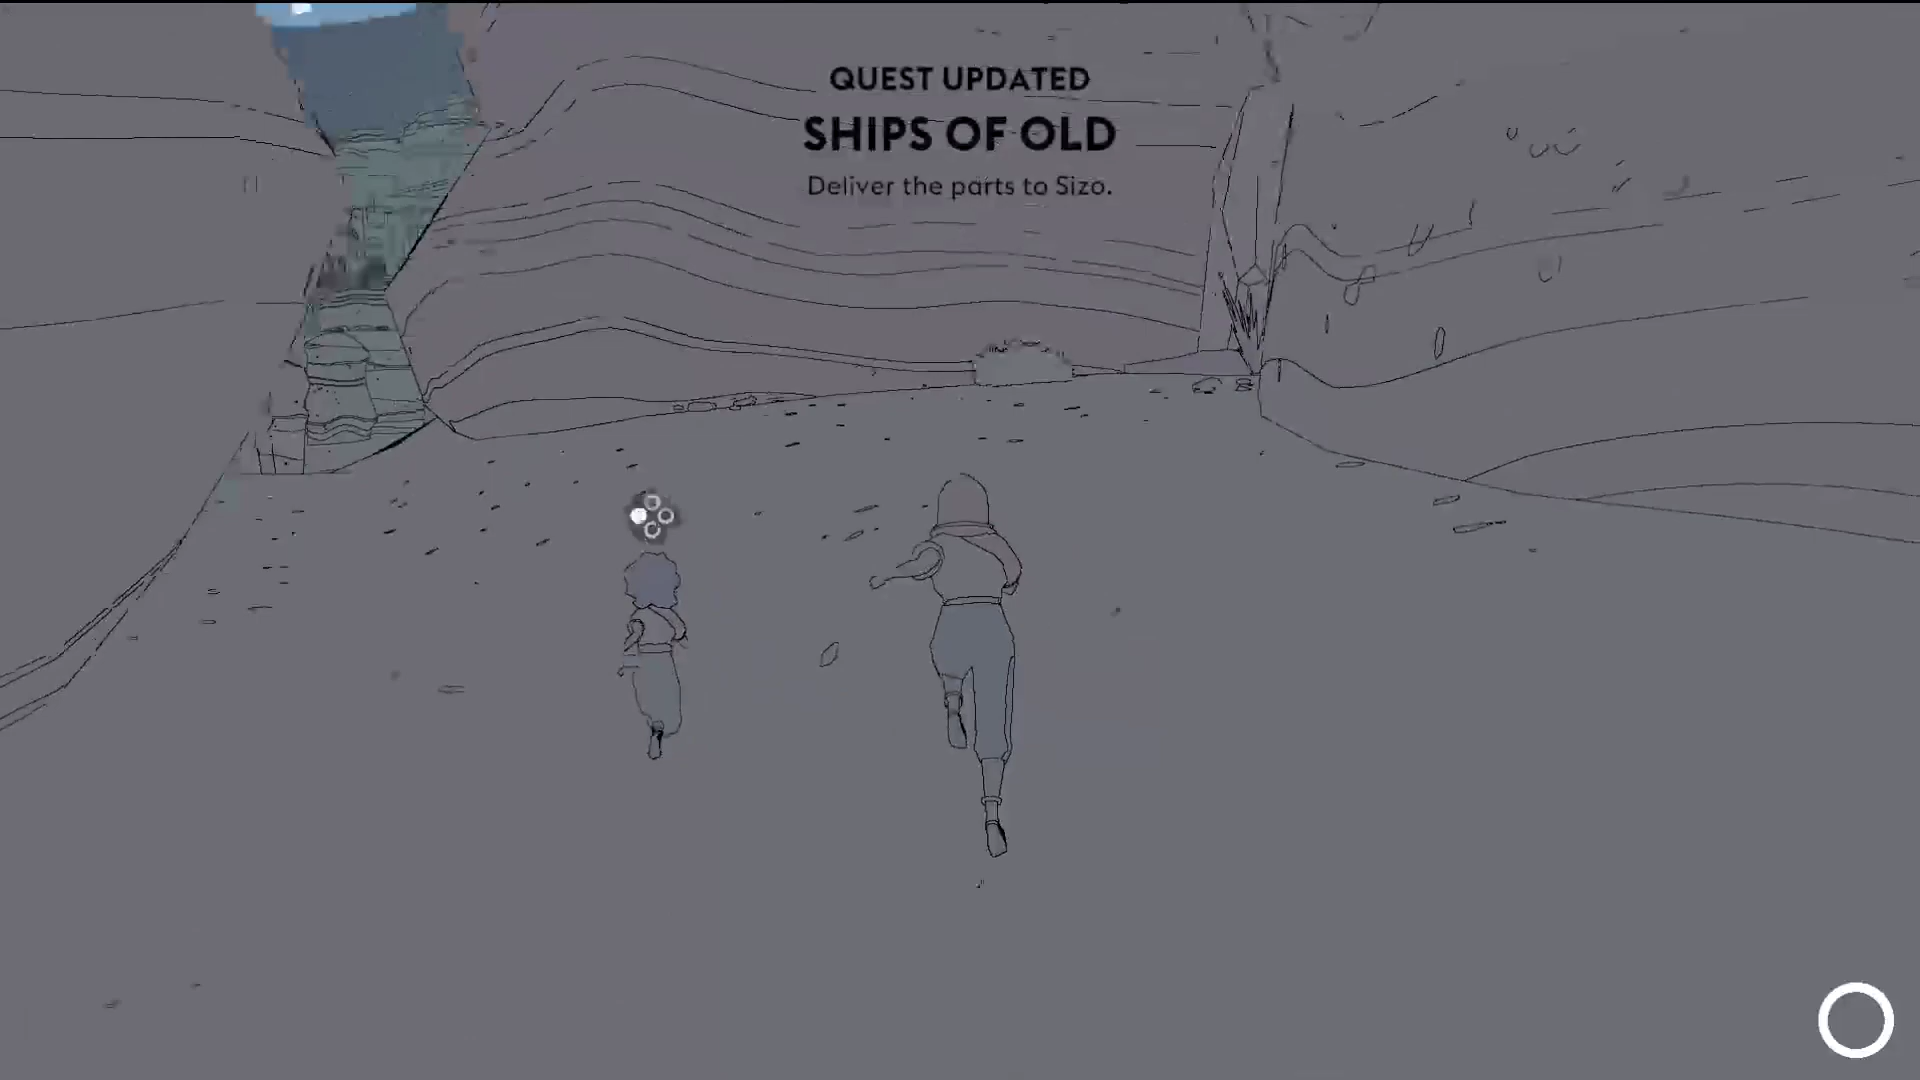 QUEST UPDATED
SHIPS OF OLD
Deliver the parts to Sizo.